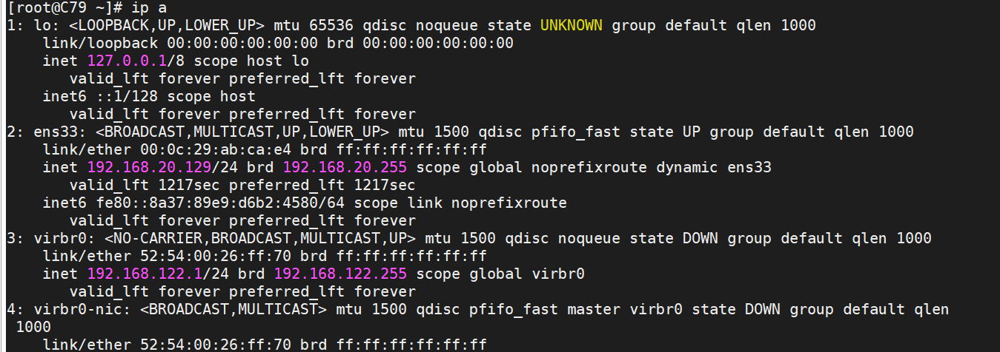 [root@C79 ~]# ip a
1: lo: <LOOPBACK,UP,LOWER_UP> mtu 65536 qdisc noqueue state UNKNOWN group default qlen 1000
    link/loopback 00:00:00:00:00:00 brd 00:00:00:00:00:00
    inet 127.0.0.1/8 scope host lo
       valid_lft forever preferred_lft forever
    inet6 ::1/128 scope host
       valid_lft forever preferred_lft forever
2: ens33: <BROADCAST,MULTICAST,UP,LOWER_UP> mtu 1500 qdisc pfifo_fast state UP group default qlen 1000
    link/ether 00:0c:29:ab:ca:e4 brd ff:ff:ff:ff:ff:ff
    inet 192.168.20.129/24 brd 192.168.20.255 scope global noprefixroute dynamic ens33
       valid_lft 1217sec preferred_lft 1217sec
    inet6 fe80::8a37:89e9:d6b2:4580/64 scope link noprefixroute
       valid_lft forever preferred_lft forever
3: virbr0: <NO-CARRIER,BROADCAST,MULTICAST,UP> mtu 1500 qdisc noqueue state DOWN group default qlen 1000
    link/ether 52:54:00:26:ff:70 brd ff:ff:ff:ff:ff:ff
    inet 192.168.122.1/24 brd 192.168.122.255 scope global virbr0
       valid_lft forever preferred_lft forever
4: virbr0-nic: <BROADCAST,MULTICAST> mtu 1500 qdisc pfifo_fast master virbr0 state DOWN group default qlen
 1000
    link/ether 52:54:00:26:ff:70 brd ff:ff:ff:ff:ff:ff